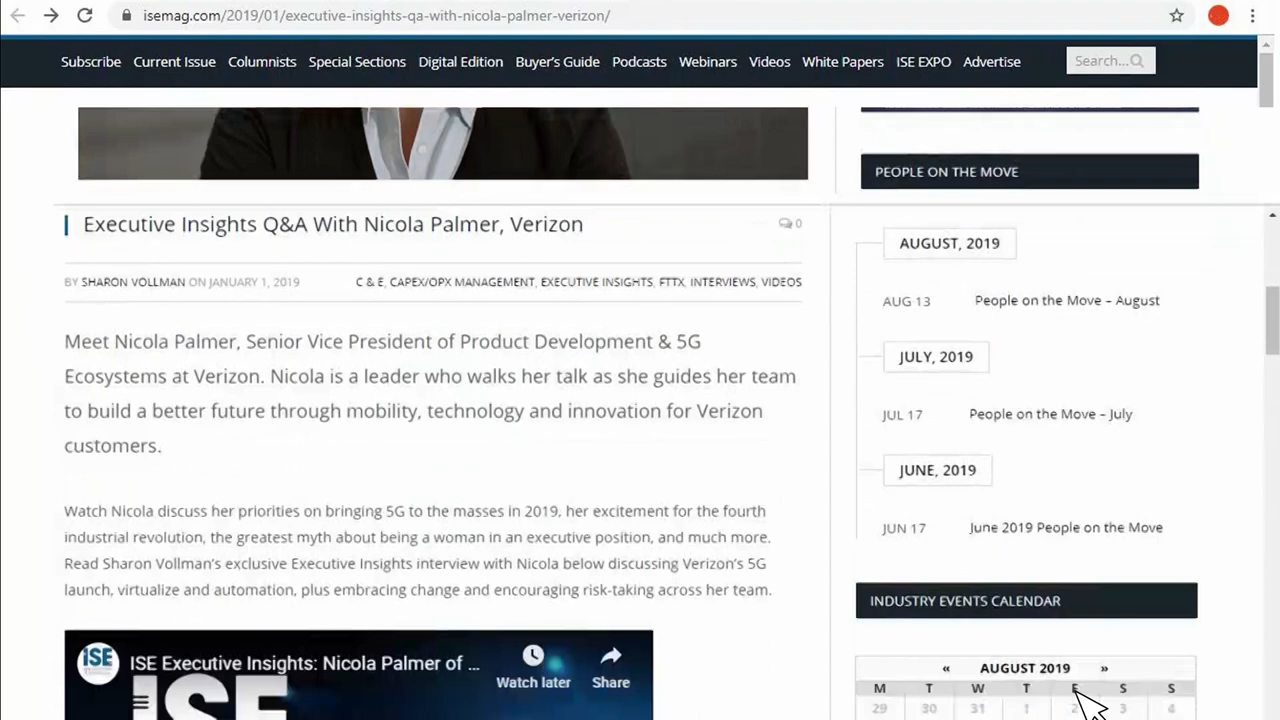 isemag.com/2019/01/executive-insights-qa-with-nicola-palmer-verizon/
Subscribe Current Issue Columnists Special Sections Digital Edition Buyer's Guide Podcasts Webinars Videos White Papers ISE EXPO Advertise Search...
PEOPLE ON THE MOVE
Executive Insights Q&A With Nicola Palmer, Verizon 0
BY SHARON VOLLMAN ON JANUARY 1, 2019 C & E, CAPEX/OPX MANAGEMENT, EXECUTIVE INSIGHTS, FTTX, INTERVIEWS, VIDEOS
Meet Nicola Palmer, Senior Vice President of Product Development & 5G
Ecosystems at Verizon. Nicola is a leader who walks her talk as she guides her team
to build a better future through mobility, technology and innovation for Verizon
customers.
Watch Nicola discuss her priorities on bringing 5G to the masses in 2019, her excitement for the fourth
industrial revolution, the greatest myth about being a woman in an executive position, and much more.
Read Sharon Vollman's exclusive Executive Insights interview with Nicola below discussing Verizon's 5G
launch, virtualize and automation, plus embracing change and encouraging risk-taking across her team.
ISE ISE Executive Insights: Nicola Palmer of ...
Watch later Share
ISE
AUGUST, 2019
AUG 13 People on the Move – August
JULY, 2019
JUL 17 People on the Move – July
JUNE, 2019
JUN 17 June 2019 People on the Move
INDUSTRY EVENTS CALENDAR
« AUGUST 2019 »
M T W T F S S
29 30 31 1 2 3 4